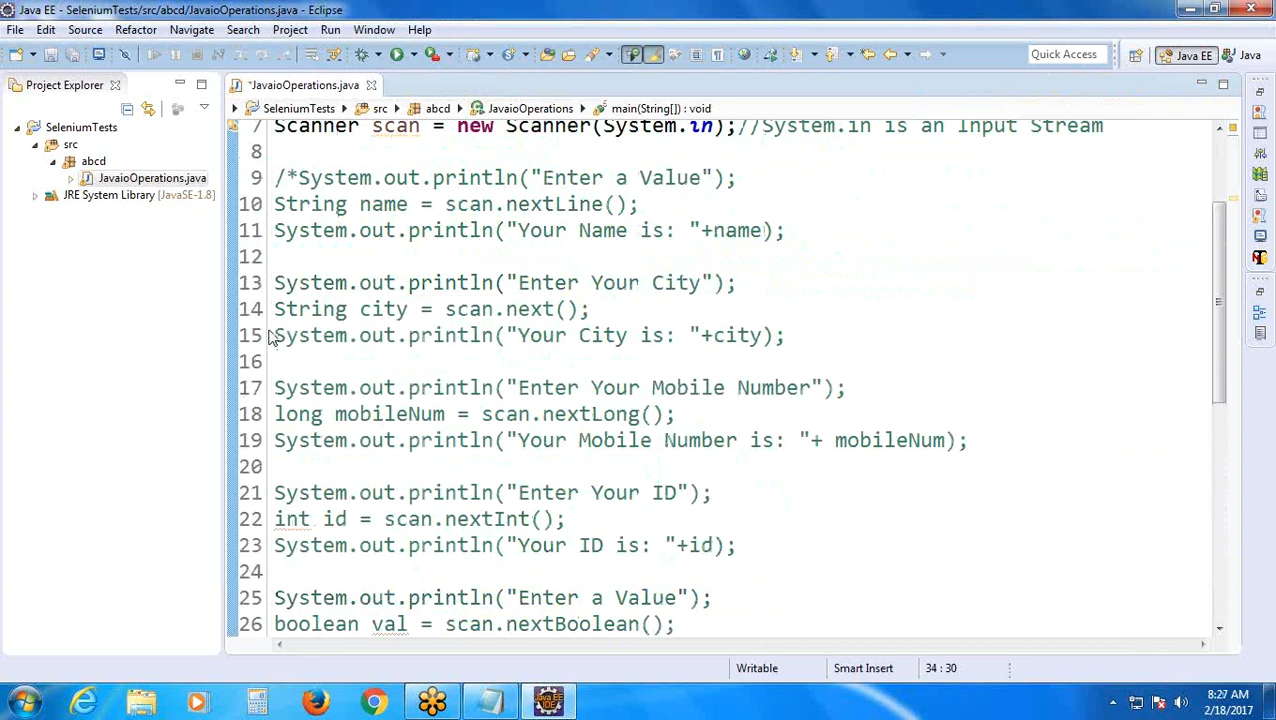 Java EE - SeleniumTests/src/abcd/JavaioOperations.java - Eclipse
File Edit Source Refactor Navigate Search Project Run Window Help
Quick Access
Java EE
Java
Project Explorer
*JavaioOperations.java
SeleniumTests src abcd JavaioOperations main(String[]) : void
SeleniumTests
src
abcd
JavaioOperations.java
JRE System Library [JavaSE-1.8]
7 Scanner scan = new Scanner(System.in);//System.in is an Input Stream
8
9 /*System.out.println("Enter a Value");
10 String name = scan.nextLine();
11 System.out.println("Your Name is: "+name);
12
13 System.out.println("Enter Your City");
14 String city = scan.next();
15 System.out.println("Your City is: "+city);
16
17 System.out.println("Enter Your Mobile Number");
18 long mobileNum = scan.nextLong();
19 System.out.println("Your Mobile Number is: "+ mobileNum);
20
21 System.out.println("Enter Your ID");
22 int id = scan.nextInt();
23 System.out.println("Your ID is: "+id);
24
25 System.out.println("Enter a Value");
26 boolean val = scan.nextBoolean();
Writable
Smart Insert
34 : 30
8:27 AM
2/18/2017